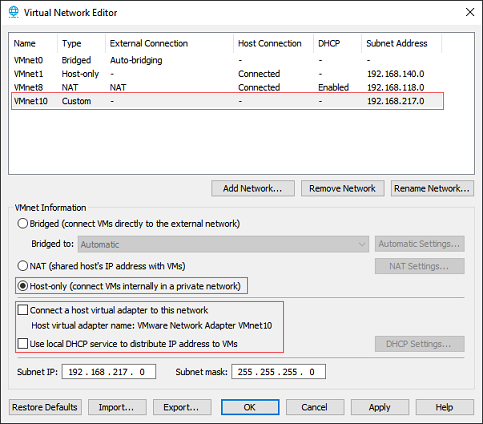 Virtual Network Editor
Name Type External Connection Host Connection DHCP Subnet Address
VMnet0 Bridged Auto-bridging - - -
VMnet1 Host-only - Connected - 192.168.140.0
VMnet8 NAT NAT Connected Enabled 192.168.118.0
VMnet10 Custom - - - 192.168.217.0
Add Network... Remove Network Rename Network...
VMnet Information
Bridged (connect VMs directly to the external network)
Bridged to: Automatic Automatic Settings...
NAT (shared host's IP address with VMs) NAT Settings...
Host-only (connect VMs internally in a private network)
Connect a host virtual adapter to this network
Host virtual adapter name: VMware Network Adapter VMnet10
Use local DHCP service to distribute IP address to VMs DHCP Settings...
Subnet IP: 192 . 168 . 217 . 0 Subnet mask: 255 . 255 . 255 . 0
Restore Defaults Import... Export... OK Cancel Apply Help